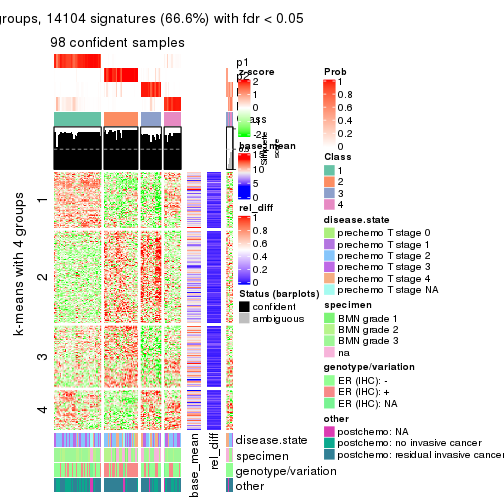 groups, 14104 signatures (66.6%) with fdr < 0.05
98 confident samples
p1
z-score
2
1
0
-2
base_mean
15
10
5
0
rel_diff
1
0.8
0.6
0.4
0.2
0
Status (barplots)
confident
ambiguous
Prob
1
0.8
0.6
0.4
0.2
0
Class
1
2
3
4
disease.state
prechemo T stage 0
prechemo T stage 1
prechemo T stage 2
prechemo T stage 3
prechemo T stage 4
prechemo T stage NA
specimen
BMN grade 1
BMN grade 2
BMN grade 3
na
genotype/variation
ER (IHC): -
ER (IHC): +
ER (IHC): NA
other
postchemo: NA
postchemo: no invasive cancer
postchemo: residual invasive cancer
k-means with 4 groups
1
2
3
4
base_mean
rel_diff
disease.state
specimen
genotype/variation
other